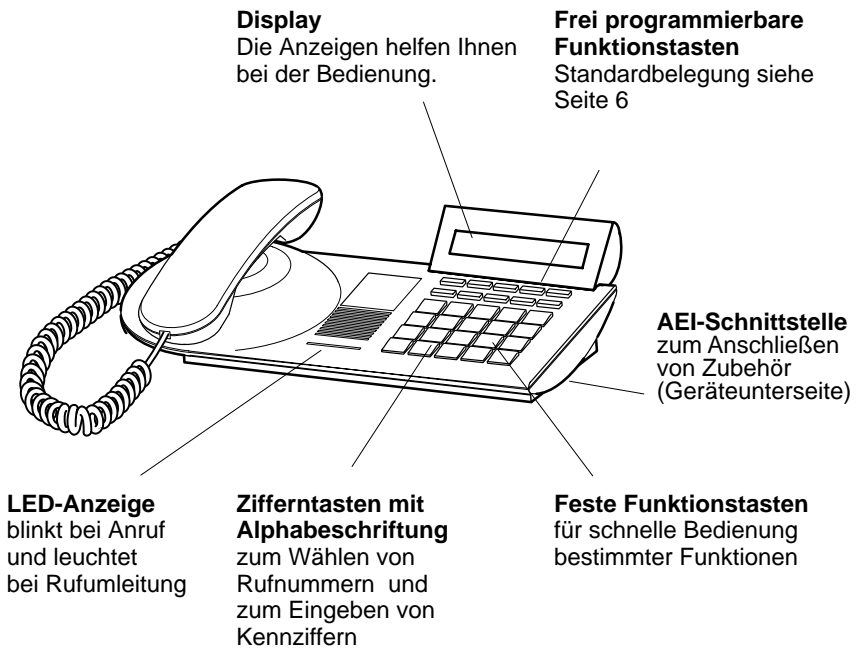 Display
Die Anzeigen helfen Ihnen
bei der Bedienung.
Frei programmierbare
Funktionstasten
Standardbelegung siehe
Seite 6
AEI-Schnittstelle
zum Anschließen
von Zubehör
(Geräteunterseite)
LED-Anzeige
blinkt bei Anruf
und leuchtet
bei Rufumleitung
Zifferntasten mit
Alphabeschriftung
zum Wählen von
Rufnummern und
zum Eingeben von
Kennziffern
Feste Funktionstasten
für schnelle Bedienung
bestimmter Funktionen